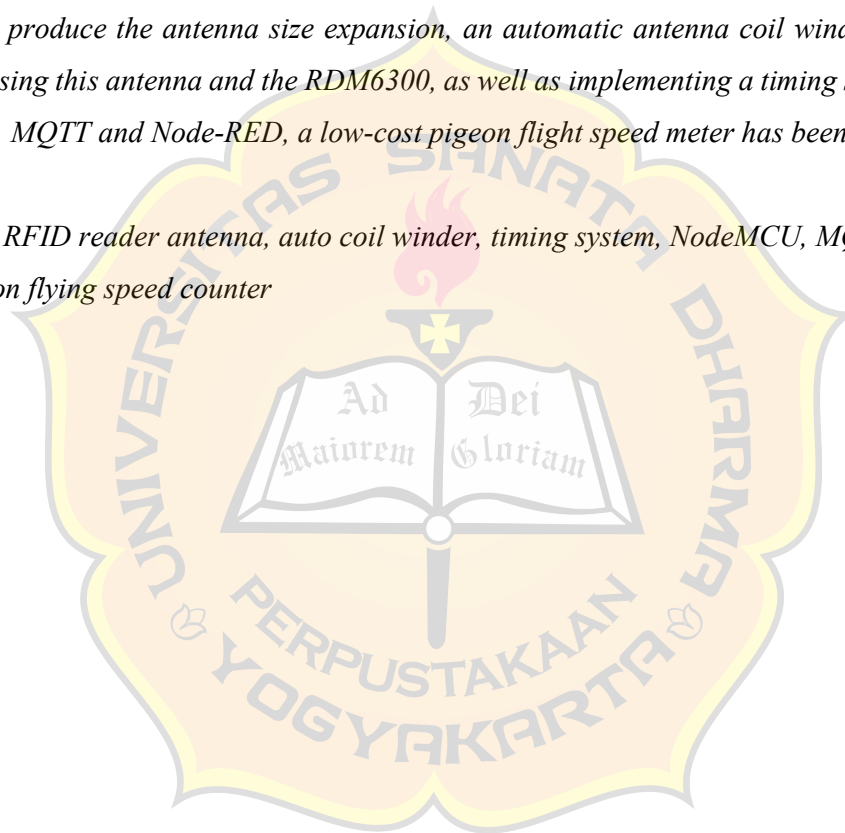 produce the antenna size expansion, an automatic antenna coil wind
sing this antenna and the RDM6300, as well as implementing a timing
MQTT and Node-RED, a low-cost pigeon flight speed meter has been
RFID reader antenna, auto coil winder, timing system, NodeMCU, MQ
on flying speed counter
UNIVERSITAS SANATA DHARMA
Ad Dei
Maiorem Gloriam
PERPUSTAKAAN
YOGYAKARTA